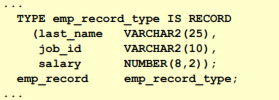 ...
TYPE emp_record_type IS RECORD
(last_name VARCHAR2(25),
job_id VARCHAR2(10),
salary NUMBER(8,2));
emp_record emp_record_type;
...